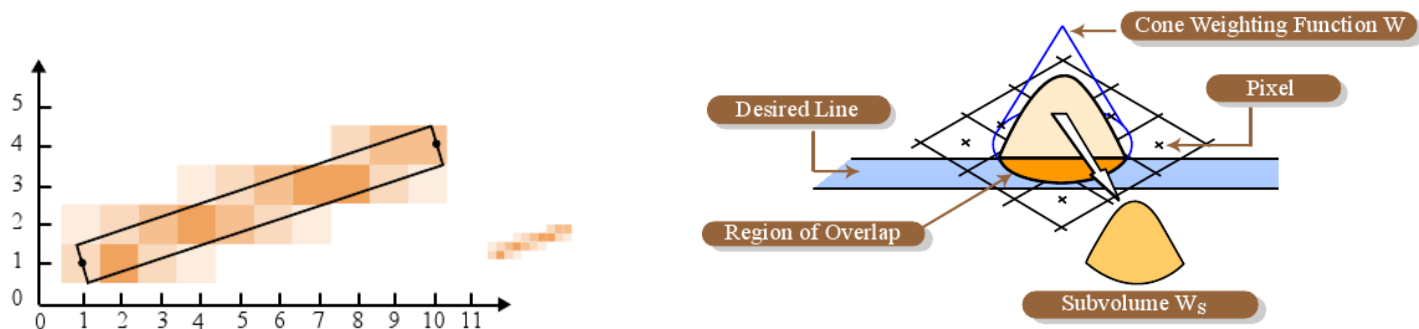 5
4
3
2
1
0
0 1 2 3 4 5 6 7 8 9 10 11
Cone Weighting Function W
Pixel
Desired Line
Region of Overlap
Subvolume Ws